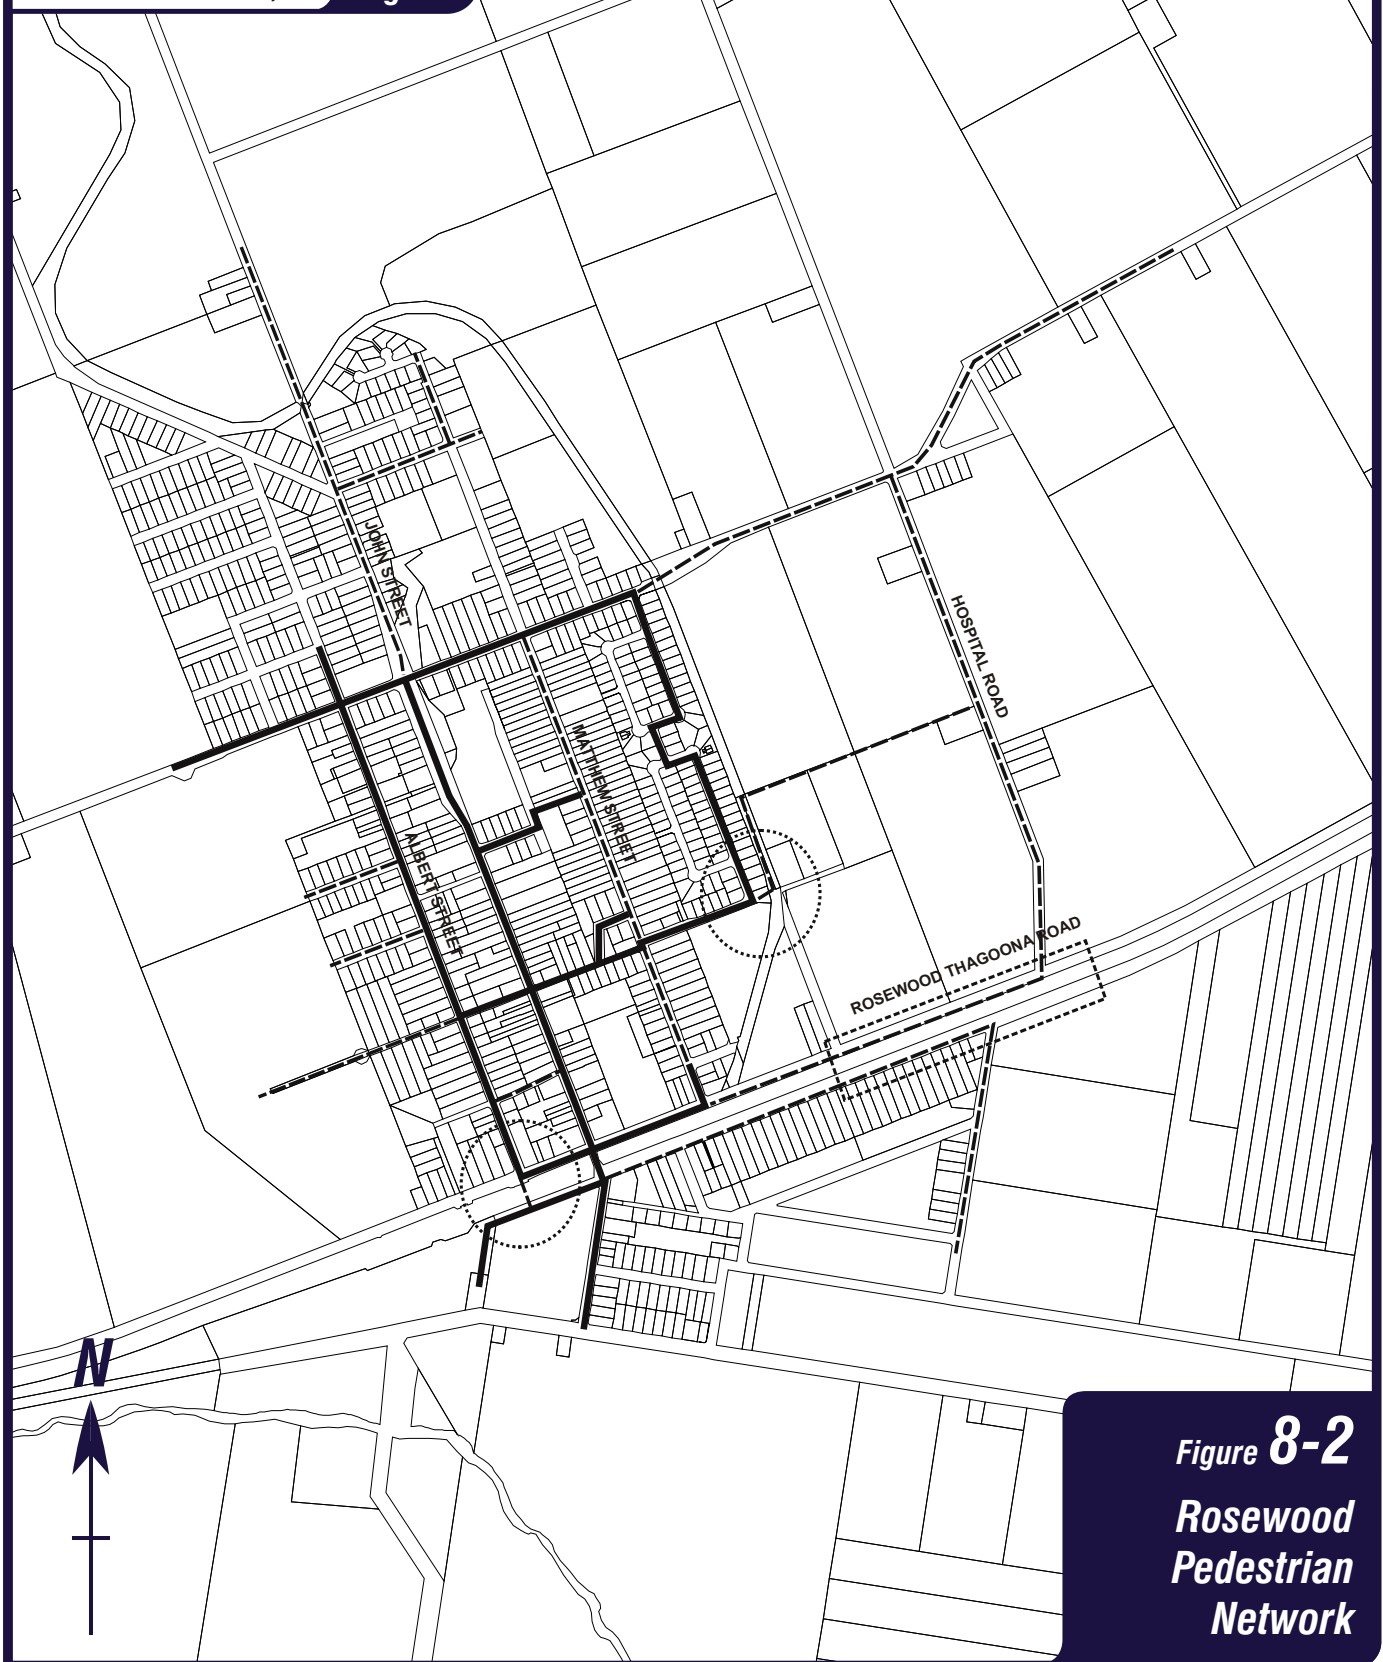 JOHN STREET
HOSPITAL ROAD
MATTHEW STREET
ALBERT STREET
ROSEWOOD THAGOONA ROAD
N
Figure 8-2
Rosewood
Pedestrian
Network